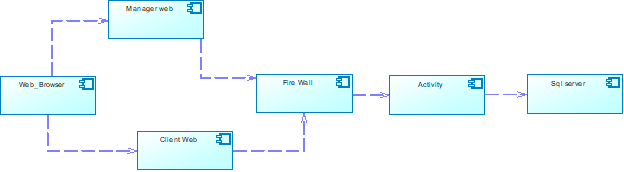 Manager web
Web_Browser
Fire Wall
Activity
Sql server
Client Web